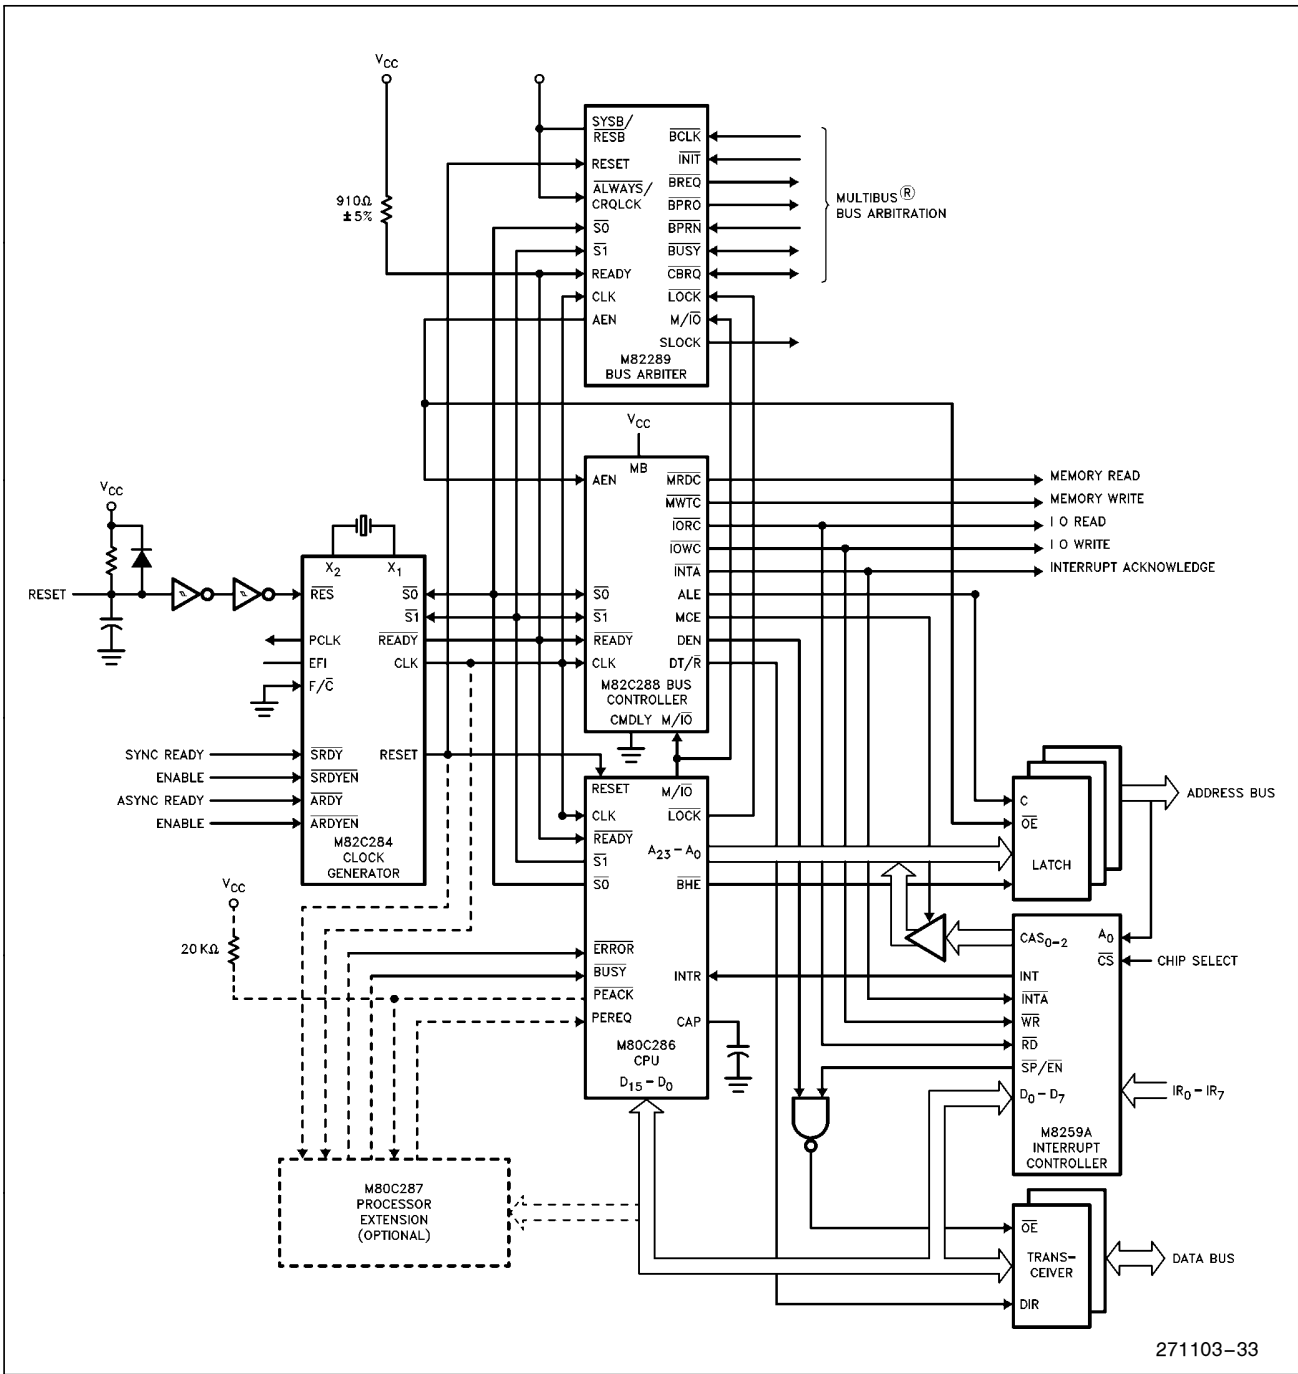 VCC
910Ω
±5%
SYSB/
RESB
RESET
ALWAYS/
CRQLCK
S0
S1
READY
CLK
AEN
BCLK
INIT
BREQ
BPRO
BPRN
BUSY
CBRQ
LOCK
M/IO
SLOCK
M82289
BUS ARBITER
MULTIBUS®
BUS ARBITRATION
VCC
MB
AEN
S0
S1
READY
CLK
MRDC
MWTC
IORC
IOWC
INTA
ALE
MCE
DEN
DT/R
M82C288 BUS
CONTROLLER
CMDLY M/IO
MEMORY READ
MEMORY WRITE
I O READ
I O WRITE
INTERRUPT ACKNOWLEDGE
VCC
RESET
X2
X1
RES
PCLK
EFI
F/C
SRDY
SRDYEN
ARDY
ARDYEN
S0
S1
READY
CLK
RESET
M82C284
CLOCK
GENERATOR
SYNC READY
ENABLE
ASYNC READY
ENABLE
VCC
20 KΩ
RESET
M/IO
CLK
READY
S1
S0
ERROR
BUSY
PEACK
PEREQ
LOCK
A23–A0
BHE
INTR
CAP
M80C286
CPU
D15–D0
C
OE
LATCH
ADDRESS BUS
CAS0–2
A0
CS
CHIP SELECT
INT
INTA
WR
RD
SP/EN
D0–D7
IR0–IR7
M8259A
INTERRUPT
CONTROLLER
M80C287
PROCESSOR
EXTENSION
(OPTIONAL)
OE
TRANS–
CEIVER
DIR
DATA BUS
271103–33